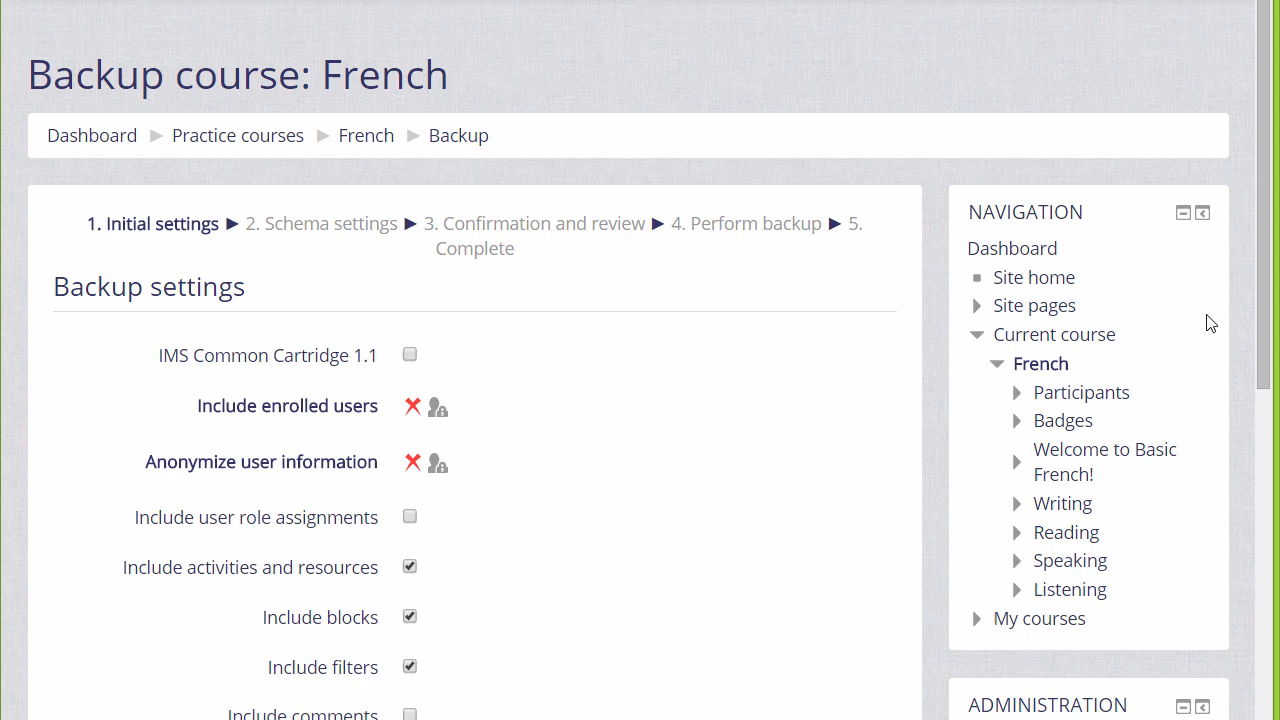 Backup course: French
Dashboard ▶ Practice courses ▶ French ▶ Backup
1. Initial settings ▶ 2. Schema settings ▶ 3. Confirmation and review ▶ 4. Perform backup ▶ 5.
Complete
Backup settings
IMS Common Cartridge 1.1
Include enrolled users
Anonymize user information
Include user role assignments
Include activities and resources
Include blocks
Include filters
Include comments
NAVIGATION
Dashboard
Site home
Site pages
Current course
French
Participants
Badges
Welcome to Basic
French!
Writing
Reading
Speaking
Listening
My courses
ADMINISTRATION